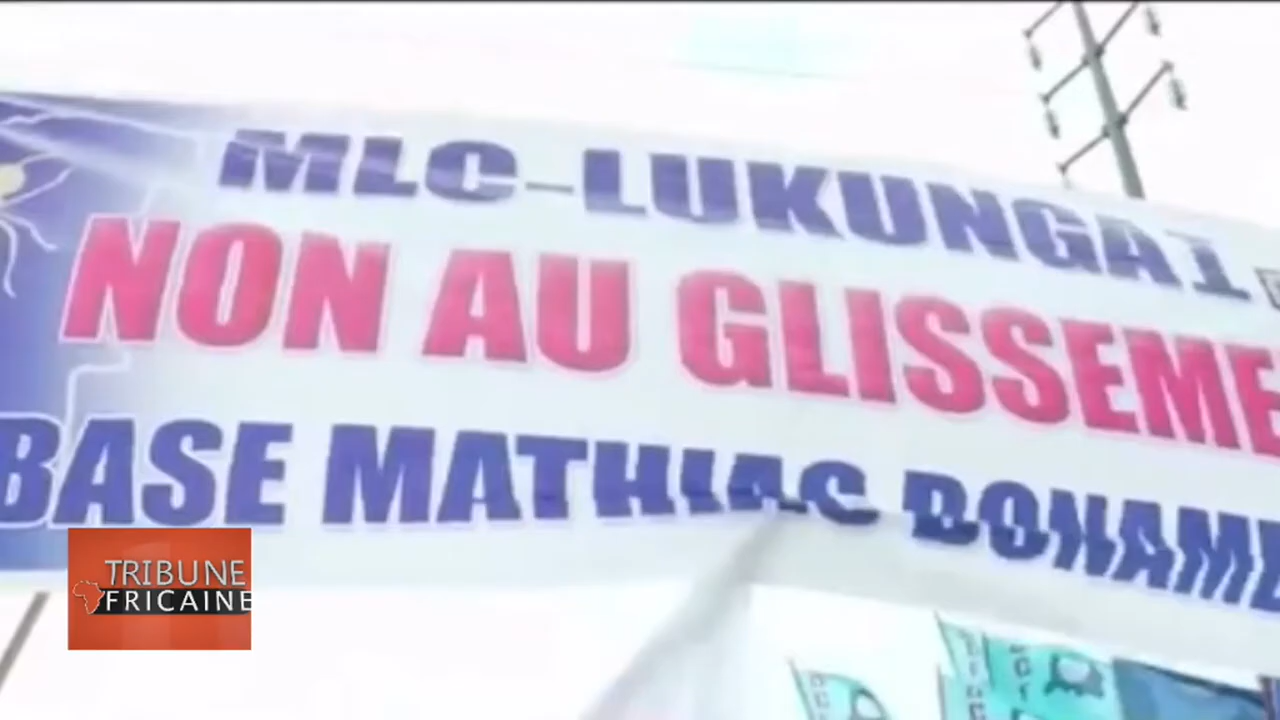 MLC-LUKUNGA I
NON AU GLISSEME
BASE MATHIAS BONAME
TRIBUNE
FRICAINE